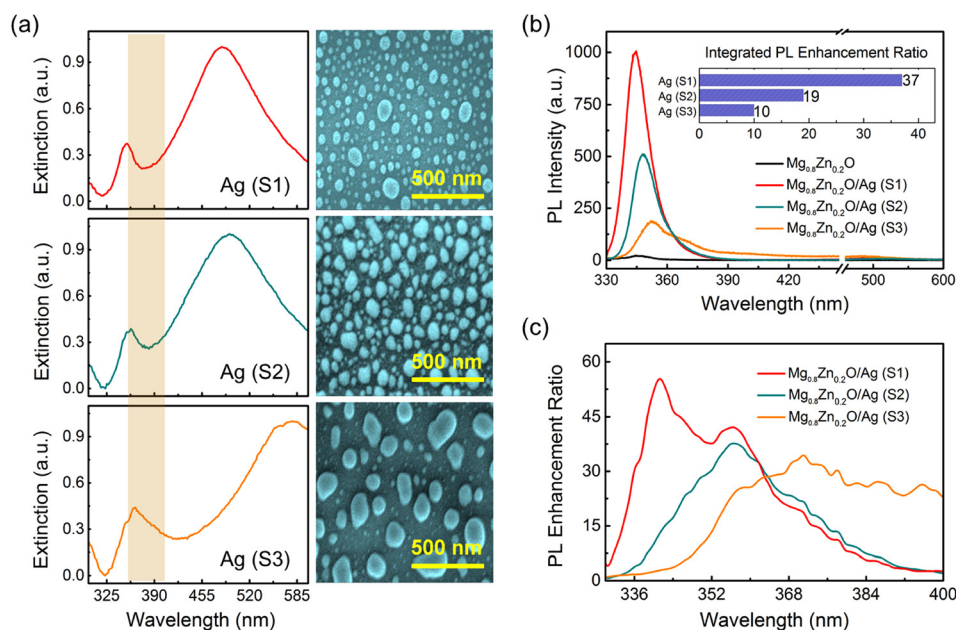 (a)
Extinction (a.u.)
0.9
0.6
0.3
0.0
Ag (S1)
500 nm
Extinction (a.u.)
0.9
0.6
0.3
0.0
Ag (S2)
500 nm
Extinction (a.u.)
0.9
0.6
0.3
0.0
Ag (S3)
500 nm
325 390 455 520 585
Wavelength (nm)
(b)
PL Intensity (a.u.)
1000
750
500
250
0
Integrated PL Enhancement Ratio
Ag (S1) 37
Ag (S2) 19
Ag (S3) 10
0 10 20 30 40
Mg0.8Zn0.2O
Mg0.8Zn0.2O/Ag (S1)
Mg0.8Zn0.2O/Ag (S2)
Mg0.8Zn0.2O/Ag (S3)
330 360 390 420 500 600
Wavelength (nm)
(c)
PL Enhancement Ratio
60
45
30
15
0
Mg0.8Zn0.2O/Ag (S1)
Mg0.8Zn0.2O/Ag (S2)
Mg0.8Zn0.2O/Ag (S3)
336 352 368 384 400
Wavelength (nm)